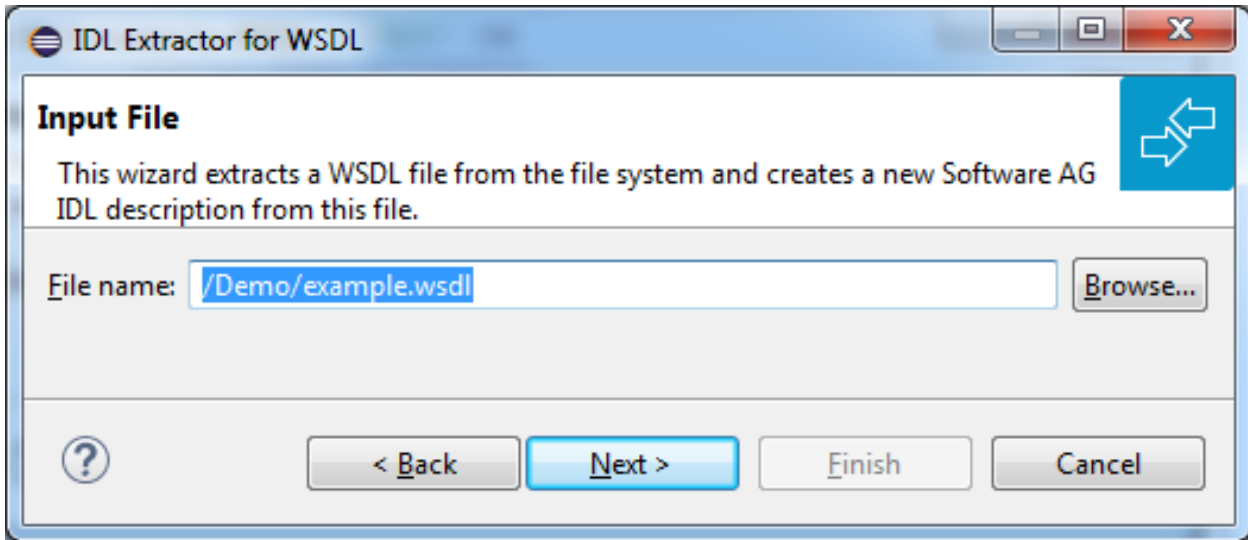 IDL Extractor for WSDL
Input File
This wizard extracts a WSDL file from the file system and creates a new Software AG
IDL description from this file.
File name: /Demo/example.wsdl Browse...
? < Back Next > Finish Cancel